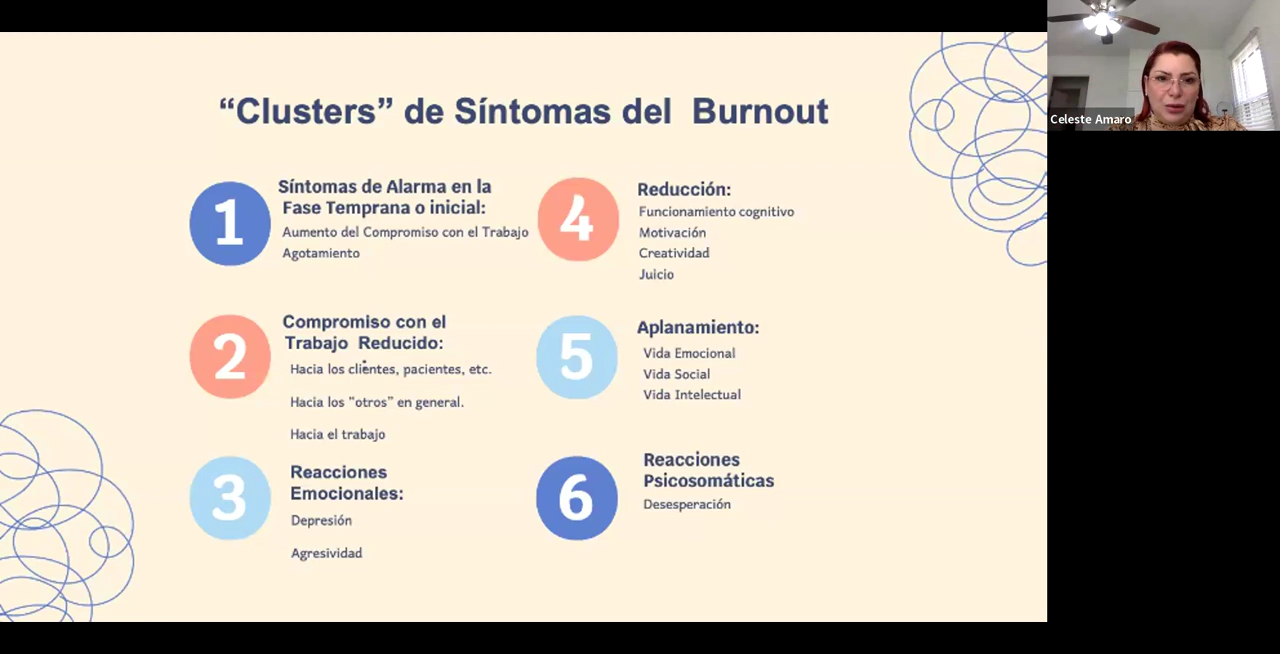 “Clusters” de Síntomas del Burnout
1
Síntomas de Alarma en la
Fase Temprana o inicial:
Aumento del Compromiso con el Trabajo
Agotamiento
2
Compromiso con el
Trabajo Reducido:
Hacia los clientes, pacientes, etc.
Hacia los “otros” en general.
Hacia el trabajo
3
Reacciones
Emocionales:
Depresión
Agresividad
4
Reducción:
Funcionamiento cognitivo
Motivación
Creatividad
Juicio
5
Aplanamiento:
Vida Emocional
Vida Social
Vida Intelectual
6
Reacciones
Psicosomáticas
Desesperación
Celeste Amaro